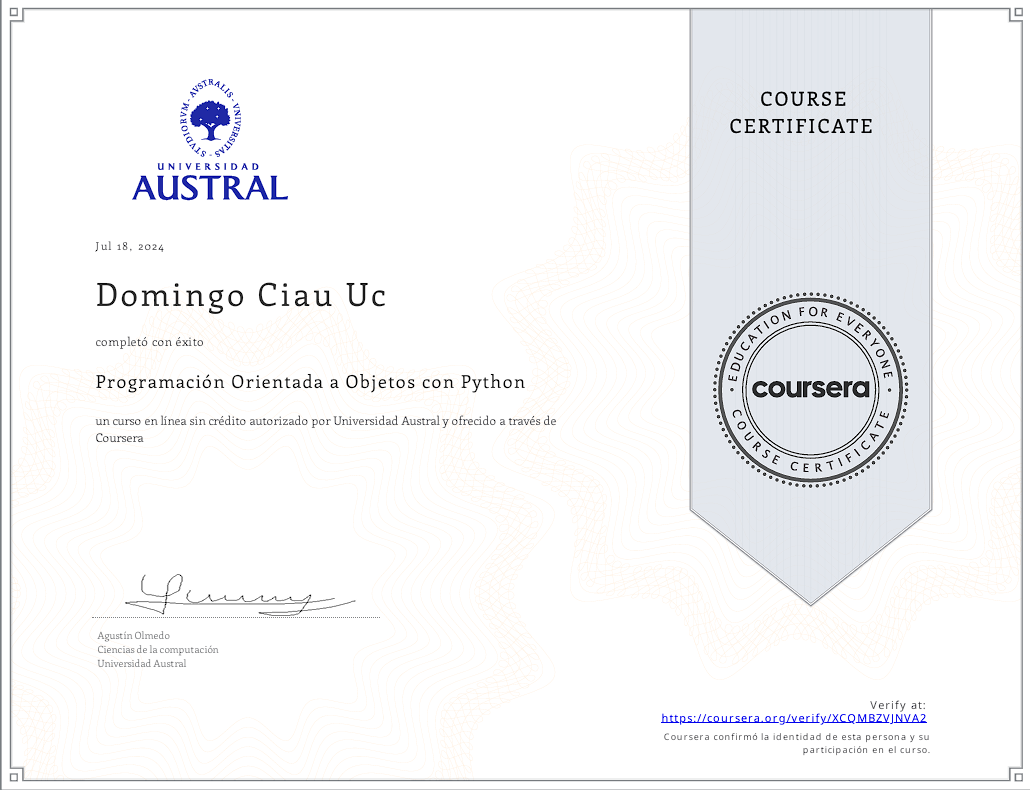 STVDIORVM · AVSTRALIS · VNIVERSITAS
UNIVERSIDAD
AUSTRAL
Jul 18, 2024
Domingo Ciau Uc
completó con éxito
Programación Orientada a Objetos con Python
un curso en línea sin crédito autorizado por Universidad Austral y ofrecido a través de
Coursera
Agustín Olmedo
Ciencias de la computación
Universidad Austral
COURSE
CERTIFICATE
EDUCATION FOR EVERYONE
coursera
COURSE CERTIFICATE
Verify at:
https://coursera.org/verify/XCQMBZVJNVA2
Coursera confirmó la identidad de esta persona y su
participación en el curso.